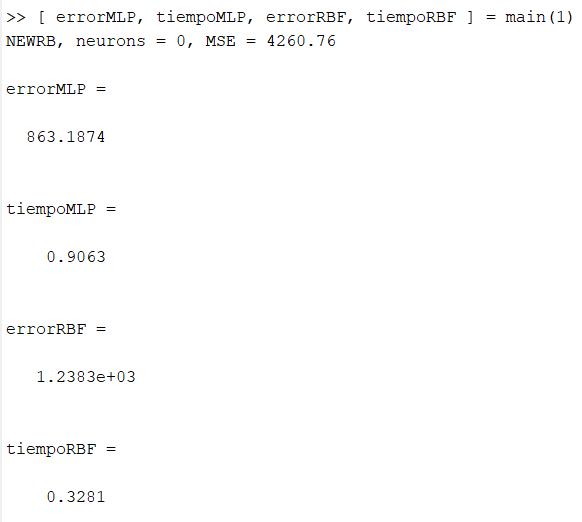 >> [ errorMLP, tiempoMLP, errorRBF, tiempoRBF ] = main(1)
NEWRB, neurons = 0, MSE = 4260.76
errorMLP =
863.1874
tiempoMLP =
0.9063
errorRBF =
1.2383e+03
tiempoRBF =
0.3281